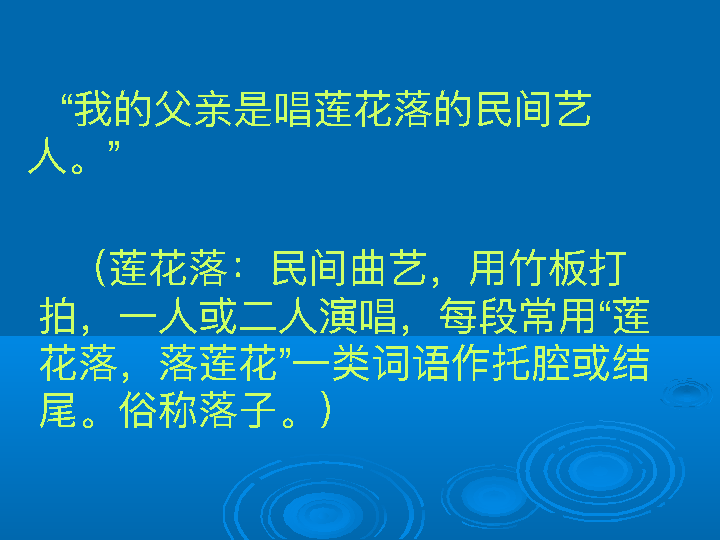 “我的父亲是唱莲花落的民间艺
人。”
（莲花落：民间曲艺，用竹板打
拍，一人或二人演唱，每段常用“莲
花落，落莲花”一类词语作托腔或结
尾。俗称落子。）